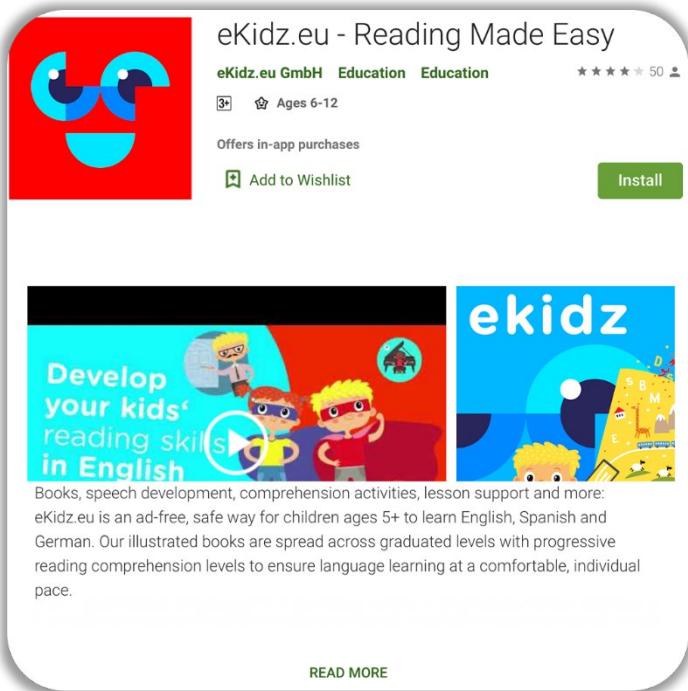 eKidz.eu - Reading Made Easy
eKidz.eu GmbH Education Education
50
3+ Ages 6-12
Offers in-app purchases
Add to Wishlist
Install
Develop
your kids'
reading skills
in English
ekidz
D
S B M
E
Books, speech development, comprehension activities, lesson support and more:
eKidz.eu is an ad-free, safe way for children ages 5+ to learn English, Spanish and
German. Our illustrated books are spread across graduated levels with progressive
reading comprehension levels to ensure language learning at a comfortable, individual
pace.
READ MORE